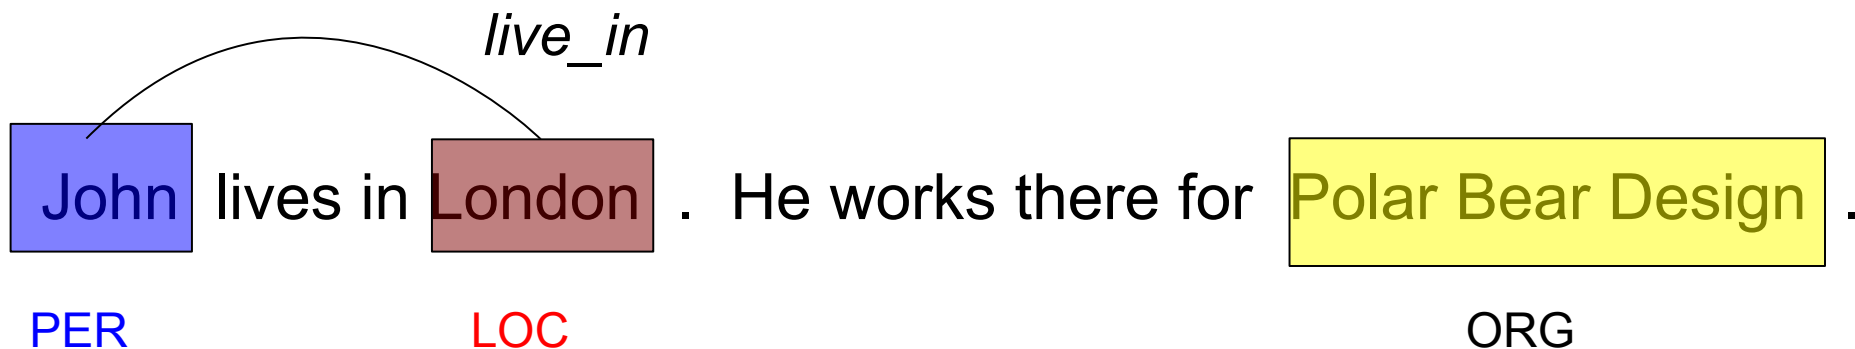 live_in
John lives in London . He works there for Polar Bear Design .
PER LOC ORG